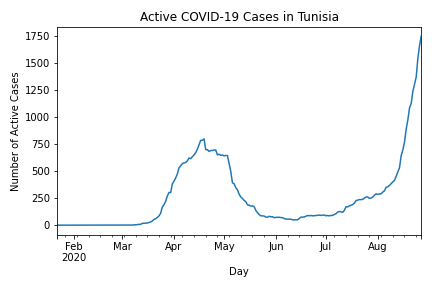 Active COVID-19 Cases in Tunisia
1750
1500
1250
1000
750
500
250
0
Number of Active Cases
Feb Mar Apr May Jun Jul Aug
2020
Day